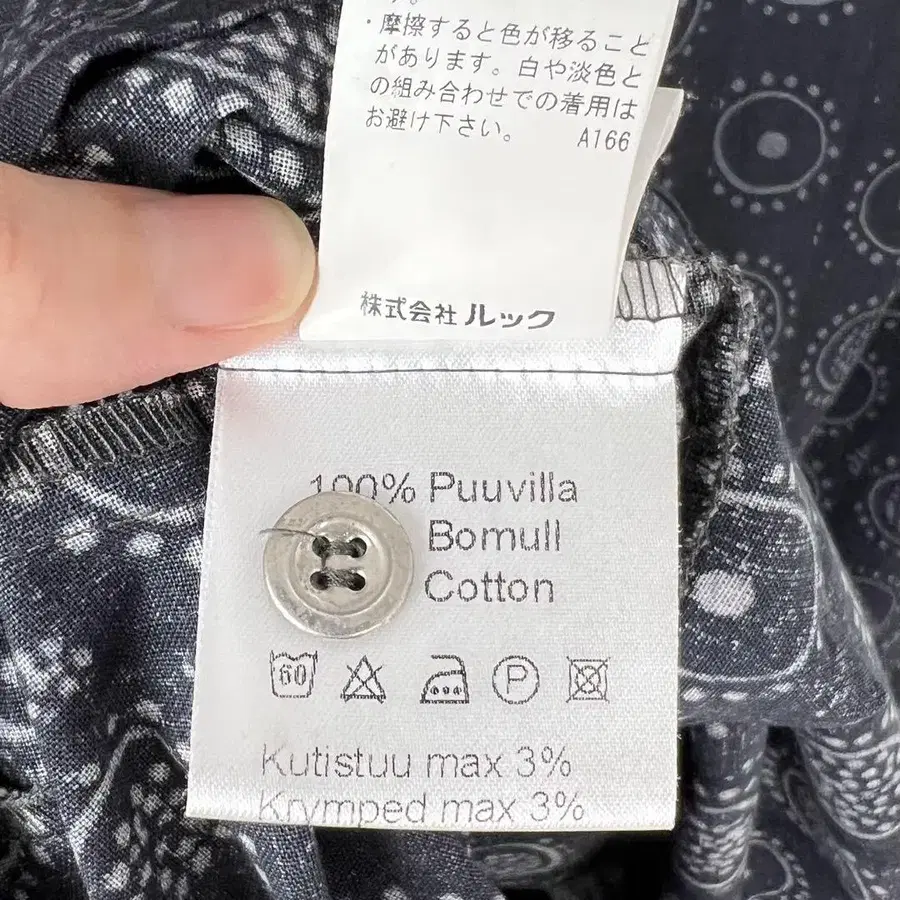 す。
・摩擦すると色が移ること
があります。白や淡色と
の組み合わせでの着用は
お避け下さい。 A166
株式会社 ルック
100% Puuvilla
Bomull
Cotton
60
P
Kutistuu max 3%
Krymped max 3%